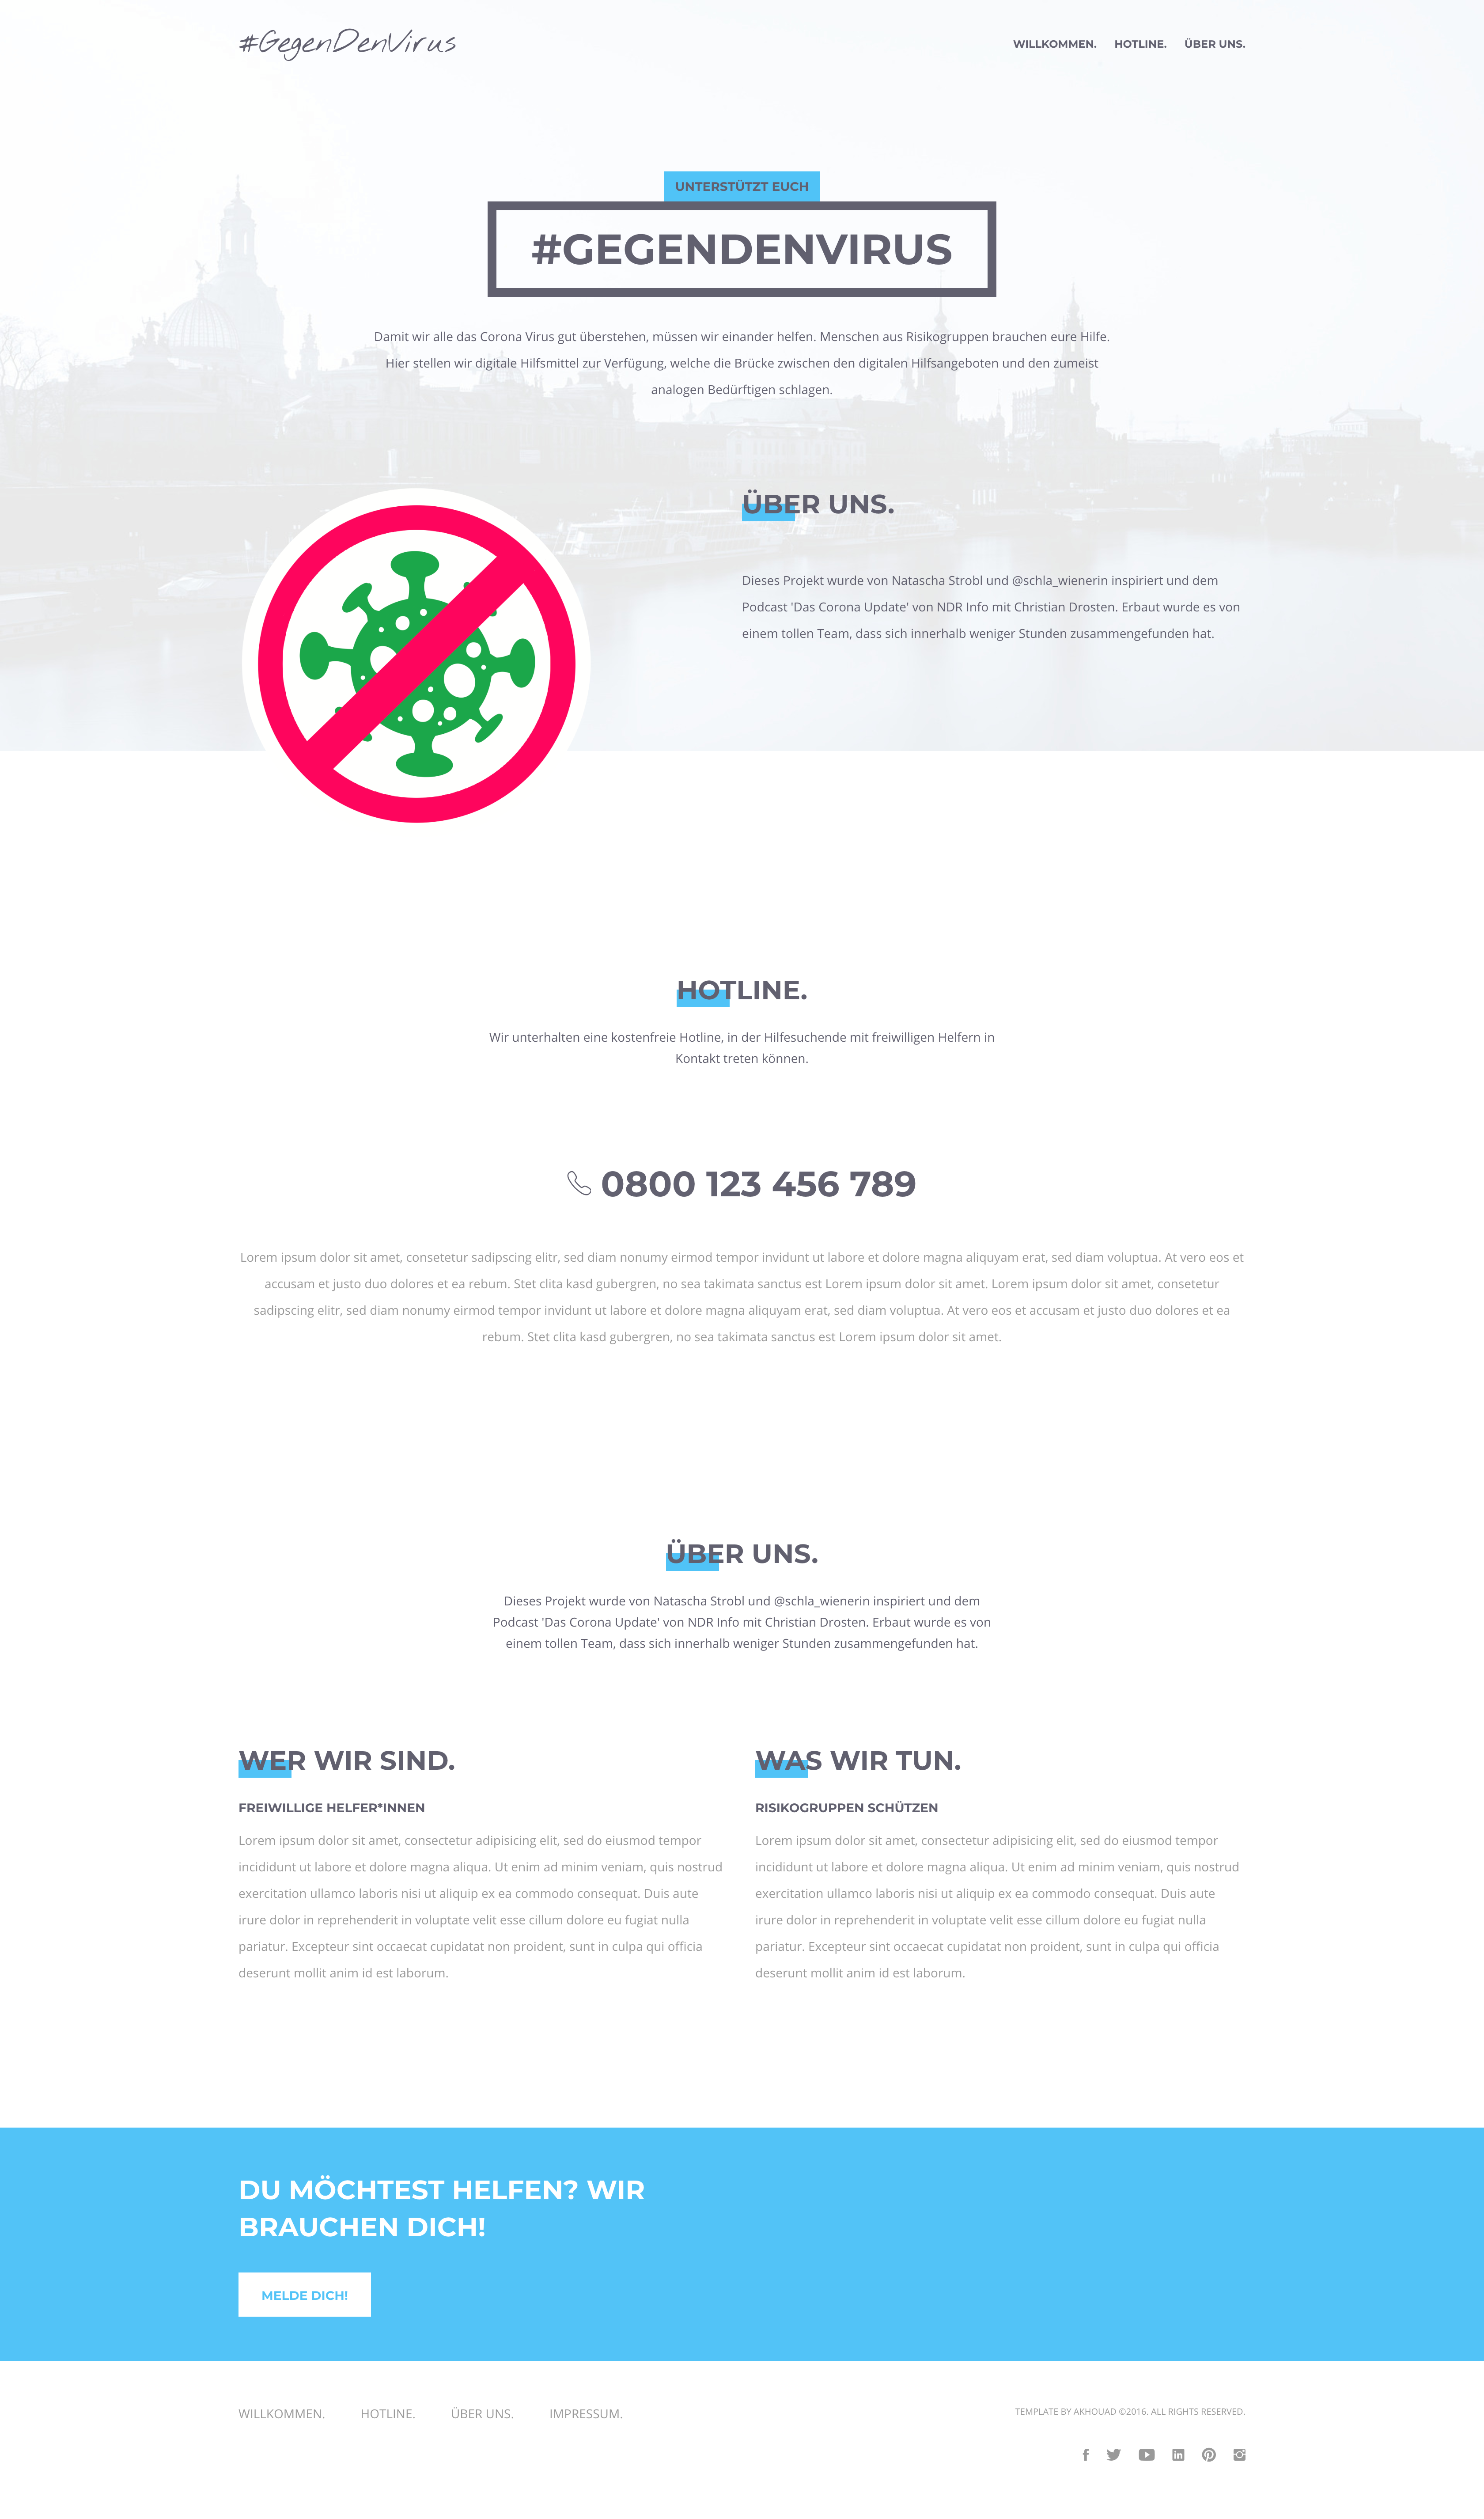 #GegenDenVirus
WILLKOMMEN. HOTLINE. ÜBER UNS.
UNTERSTÜTZT EUCH
#GEGENDENVIRUS
Damit wir alle das Corona Virus gut überstehen, müssen wir einander helfen. Menschen aus Risikogruppen brauchen eure Hilfe.
Hier stellen wir digitale Hilfsmittel zur Verfügung, welche die Brücke zwischen den digitalen Hilfsangeboten und den zumeist
analogen Bedürftigen schlagen.
ÜBER UNS.
Dieses Projekt wurde von Natascha Strobl und @schla_wienerin inspiriert und dem
Podcast 'Das Corona Update' von NDR Info mit Christian Drosten. Erbaut wurde es von
einem tollen Team, dass sich innerhalb weniger Stunden zusammengefunden hat.
HOTLINE.
Wir unterhalten eine kostenfreie Hotline, in der Hilfesuchende mit freiwilligen Helfern in
Kontakt treten können.
0800 123 456 789
Lorem ipsum dolor sit amet, consetetur sadipscing elitr, sed diam nonumy eirmod tempor invidunt ut labore et dolore magna aliquyam erat, sed diam voluptua. At vero eos et
accusam et justo duo dolores et ea rebum. Stet clita kasd gubergren, no sea takimata sanctus est Lorem ipsum dolor sit amet. Lorem ipsum dolor sit amet, consetetur
sadipscing elitr, sed diam nonumy eirmod tempor invidunt ut labore et dolore magna aliquyam erat, sed diam voluptua. At vero eos et accusam et justo duo dolores et ea
rebum. Stet clita kasd gubergren, no sea takimata sanctus est Lorem ipsum dolor sit amet.
ÜBER UNS.
Dieses Projekt wurde von Natascha Strobl und @schla_wienerin inspiriert und dem
Podcast 'Das Corona Update' von NDR Info mit Christian Drosten. Erbaut wurde es von
einem tollen Team, dass sich innerhalb weniger Stunden zusammengefunden hat.
WER WIR SIND.
FREIWILLIGE HELFER*INNEN
Lorem ipsum dolor sit amet, consectetur adipisicing elit, sed do eiusmod tempor
incididunt ut labore et dolore magna aliqua. Ut enim ad minim veniam, quis nostrud
exercitation ullamco laboris nisi ut aliquip ex ea commodo consequat. Duis aute
irure dolor in reprehenderit in voluptate velit esse cillum dolore eu fugiat nulla
pariatur. Excepteur sint occaecat cupidatat non proident, sunt in culpa qui officia
deserunt mollit anim id est laborum.
WAS WIR TUN.
RISIKOGRUPPEN SCHÜTZEN
Lorem ipsum dolor sit amet, consectetur adipisicing elit, sed do eiusmod tempor
incididunt ut labore et dolore magna aliqua. Ut enim ad minim veniam, quis nostrud
exercitation ullamco laboris nisi ut aliquip ex ea commodo consequat. Duis aute
irure dolor in reprehenderit in voluptate velit esse cillum dolore eu fugiat nulla
pariatur. Excepteur sint occaecat cupidatat non proident, sunt in culpa qui officia
deserunt mollit anim id est laborum.
DU MÖCHTEST HELFEN? WIR
BRAUCHEN DICH!
MELDE DICH!
WILLKOMMEN. HOTLINE. ÜBER UNS. IMPRESSUM.
TEMPLATE BY AKHOUAD ©2016. ALL RIGHTS RESERVED.